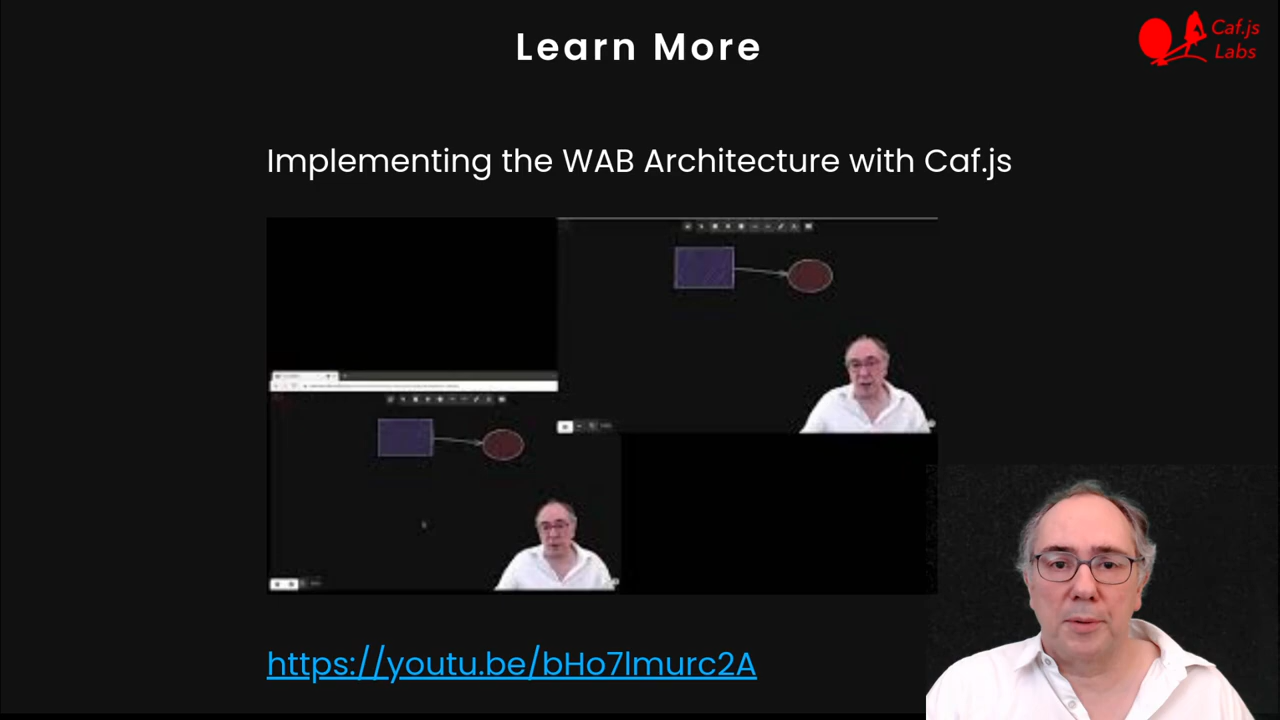 Learn More
Caf.js
Labs
Implementing the WAB Architecture with Caf.js
https://youtu.be/bHo7lmurc2A